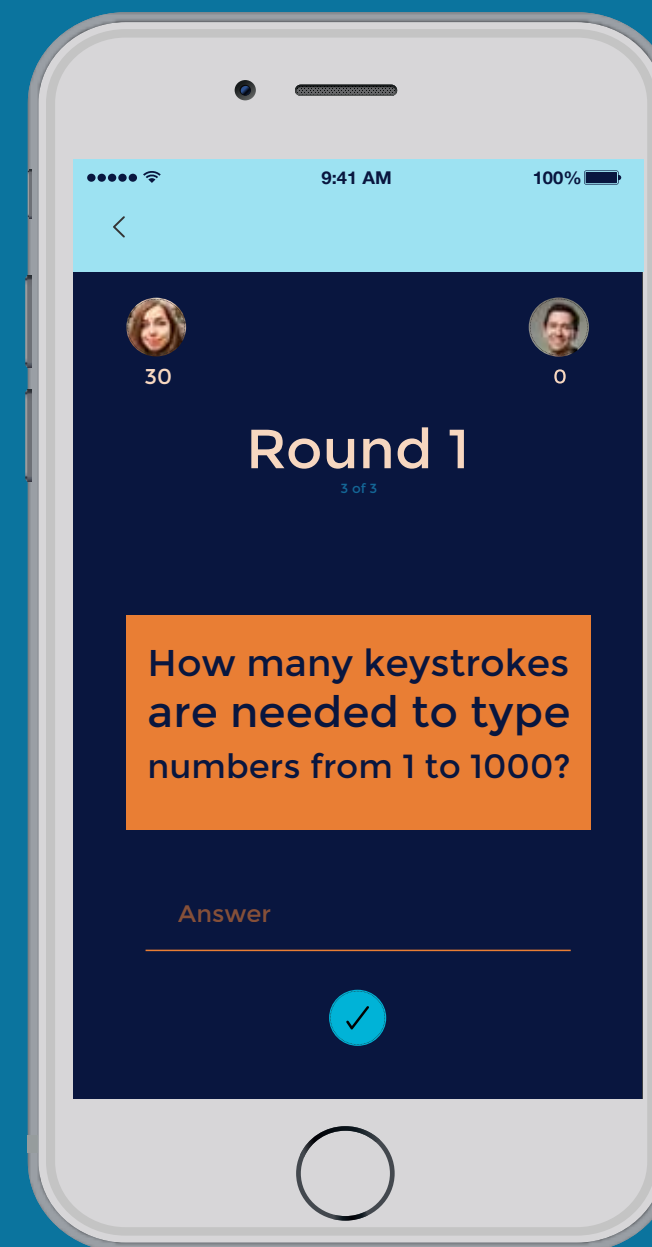 9:41 AM
100%
30
0
Round 1
3 of 3
How many keystrokes
are needed to type
numbers from 1 to 1000?
Answer